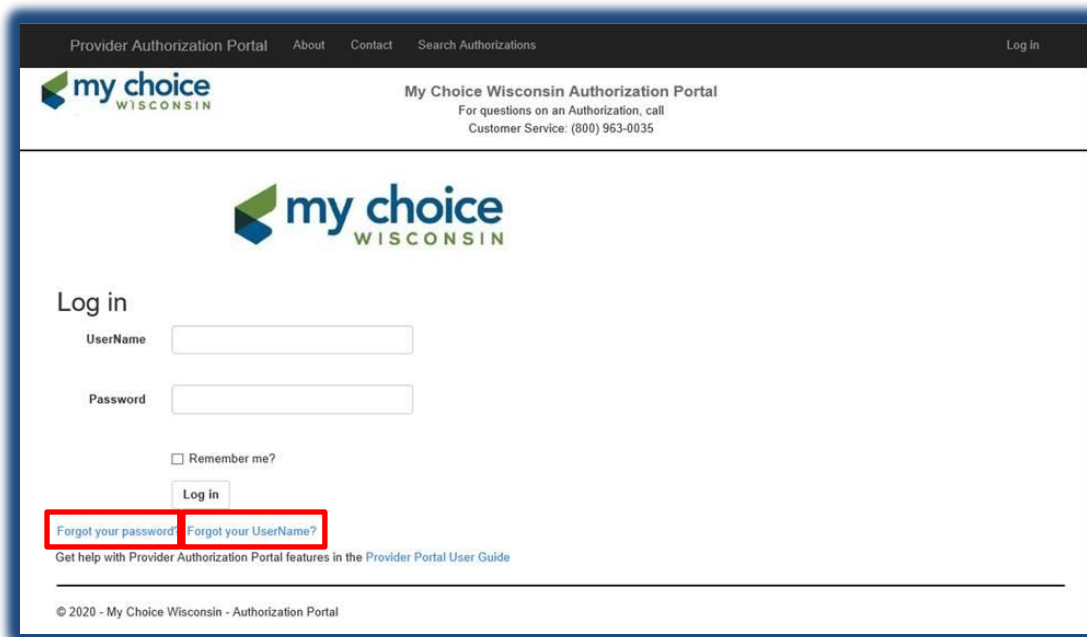 Provider Authorization Portal About Contact Search Authorizations Log in
my choice
WISCONSIN
My Choice Wisconsin Authorization Portal
For questions on an Authorization, call
Customer Service: (800) 963-0035
my choice
WISCONSIN
Log in
UserName
Password
Remember me?
Log in
Forgot your password? Forgot your UserName?
Get help with Provider Authorization Portal features in the Provider Portal User Guide
© 2020 - My Choice Wisconsin - Authorization Portal